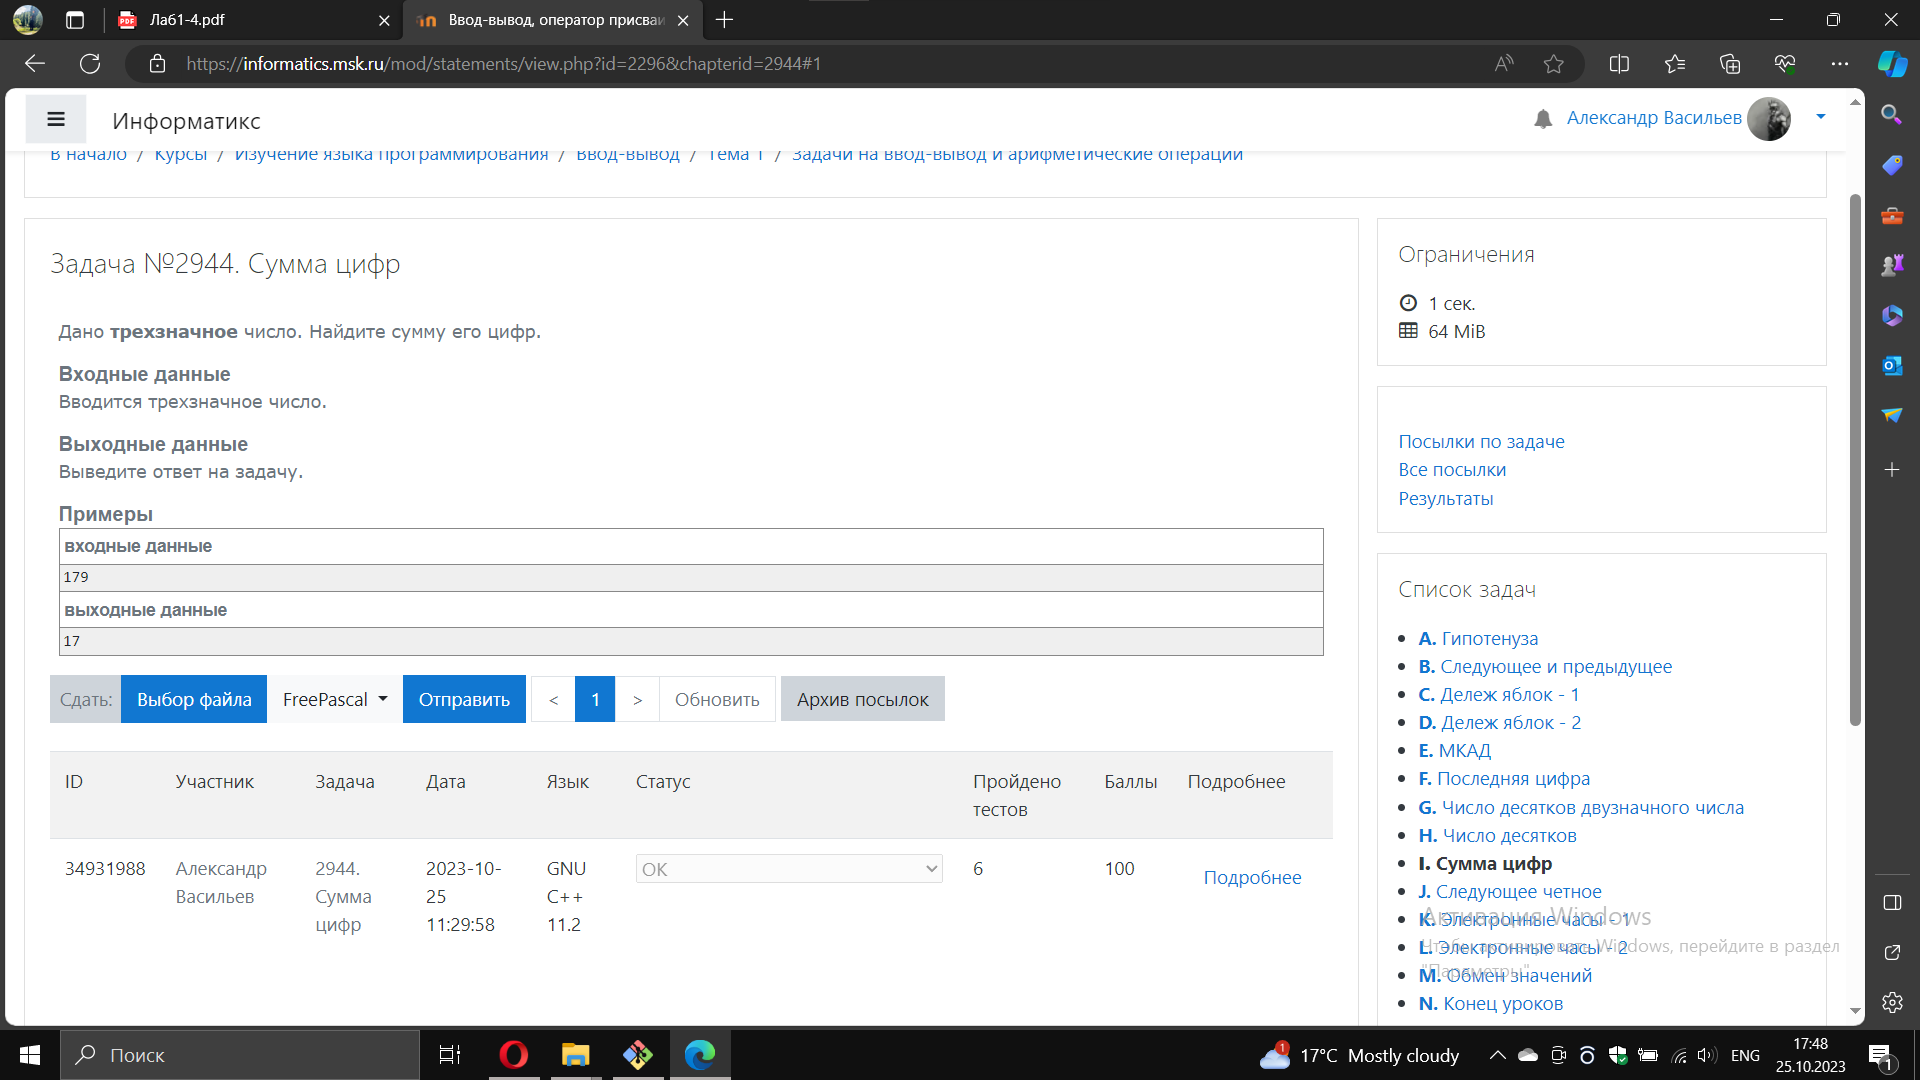 Ла61-4.pdf
Ввод-вывод, оператор присваи
https://informatics.msk.ru/mod/statements/view.php?id=2296&chapterid=2944#1
Информатикс
Александр Васильев
В начало / Курсы / Изучение языка программирования / Ввод-вывод / Тема 1 / Задачи на ввод-вывод и арифметические операции
Задача №2944. Сумма цифр
Дано трехзначное число. Найдите сумму его цифр.
Входные данные
Вводится трехзначное число.
Выходные данные
Выведите ответ на задачу.
Примеры
входные данные
179
выходные данные
17
Сдать: Выбор файла FreePascal Отправить < 1 > Обновить Архив посылок
ID Участник Задача Дата Язык Статус Пройдено тестов Баллы Подробнее
34931988 Александр Васильев 2944. Сумма цифр 2023-10-25 11:29:58 GNU C++ 11.2 OK 6 100 Подробнее
Ограничения
1 сек.
64 MiB
Посылки по задаче
Все посылки
Результаты
Список задач
A. Гипотенуза
B. Следующее и предыдущее
C. Дележ яблок - 1
D. Дележ яблок - 2
E. МКАД
F. Последняя цифра
G. Число десятков двузначного числа
H. Число десятков
I. Сумма цифр
J. Следующее четное
K. Электронные часы - 1
L. Электронные часы - 2
M. Обмен значений
N. Конец уроков
Активация Windows
Чтобы активировать Windows, перейдите в раздел
"Параметры".
Поиск
1
17°C Mostly cloudy
ENG
17:48
25.10.2023
1